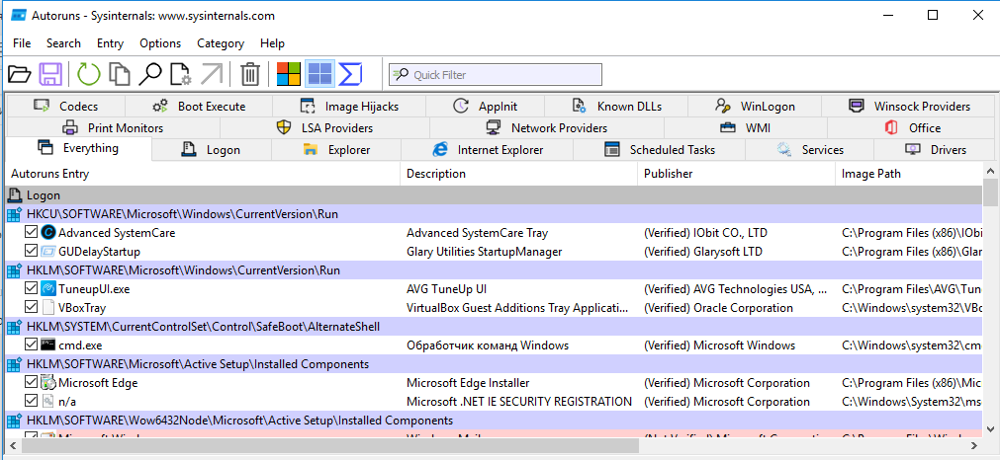 Autoruns - Sysinternals: www.sysinternals.com
File Search Entry Options Category Help
Quick Filter
Codecs Boot Execute Image Hijacks AppInit Known DLLs WinLogon Winsock Providers
Print Monitors LSA Providers Network Providers WMI Office
Everything Logon Explorer Internet Explorer Scheduled Tasks Services Drivers
Autoruns Entry Description Publisher Image Path
Logon
HKCU\SOFTWARE\Microsoft\Windows\CurrentVersion\Run
Advanced SystemCare Advanced SystemCare Tray (Verified) IObit CO., LTD C:\Program Files (x86)\IObit
GUDelayStartup Glary Utilities StartupManager (Verified) Glarysoft LTD C:\Program Files (x86)\Glar
HKLM\SOFTWARE\Microsoft\Windows\CurrentVersion\Run
TuneupUI.exe AVG TuneUp UI (Verified) AVG Technologies USA, ... C:\Program Files\AVG\Tun
VBoxTray VirtualBox Guest Additions Tray Applicati... (Verified) Oracle Corporation C:\Windows\system32\VBo
HKLM\SYSTEM\CurrentControlSet\Control\SafeBoot\AlternateShell
cmd.exe Обработчик команд Windows (Verified) Microsoft Windows C:\Windows\system32\cm
HKLM\SOFTWARE\Microsoft\Active Setup\Installed Components
Microsoft Edge Microsoft Edge Installer (Verified) Microsoft Corporation C:\Program Files (x86)\Mic
n/a Microsoft .NET IE SECURITY REGISTRATION (Verified) Microsoft Corporation C:\Windows\System32\ms
HKLM\SOFTWARE\Wow6432Node\Microsoft\Active Setup\Installed Components